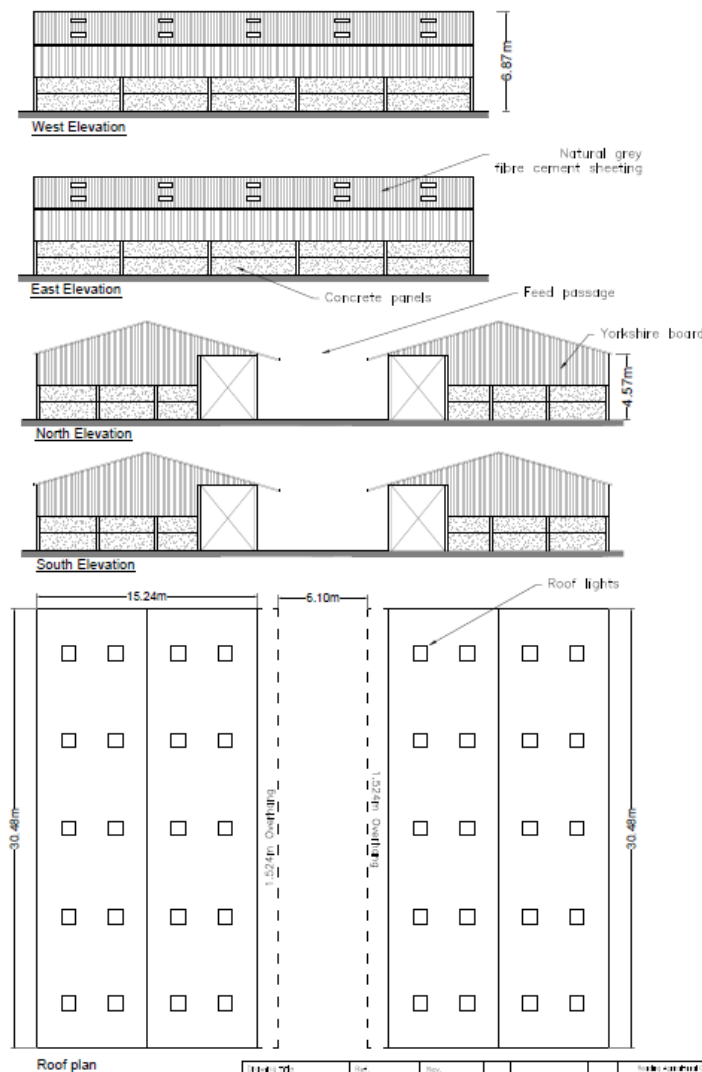 6.87m
West Elevation
Natural grey
fibre cement sheeting
East Elevation
Concrete panels
Feed passage
Yorkshire board
4.57m
North Elevation
South Elevation
Roof lights
15.24m
6.10m
30.48m
1.524m Overhang
1.524m Overhang
30.48m
Roof plan
Ref.
Rev.